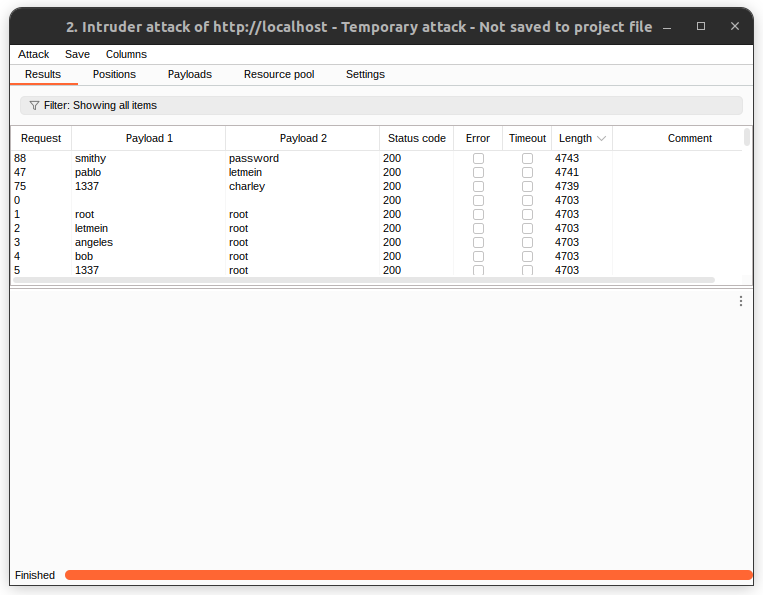 2. Intruder attack of http://localhost - Temporary attack - Not saved to project file
Attack Save Columns
Results Positions Payloads Resource pool Settings
Filter: Showing all items
Request Payload 1 Payload 2 Status code Error Timeout Length Comment
88 smithy password 200 4743
47 pablo letmein 200 4741
75 1337 charley 200 4739
0 200 4703
1 root root 200 4703
2 letmein root 200 4703
3 angeles root 200 4703
4 bob root 200 4703
5 1337 root 200 4703
Finished